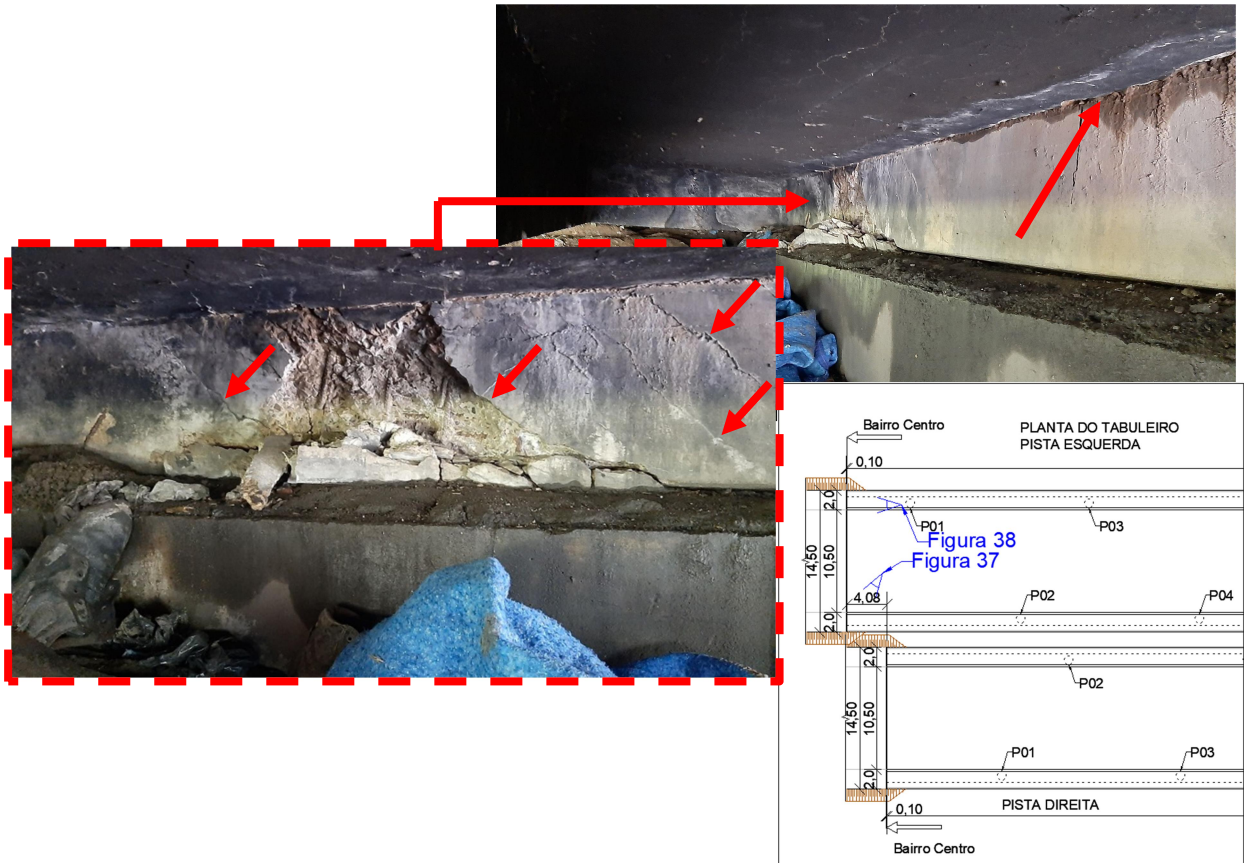 Bairro Centro
PLANTA DO TABULEIRO
PISTA ESQUERDA
0,10
2,0
P01
P03
Figura 38
Figura 37
14,50
10,50
4,08
P02
P04
2,0
2,0
P02
14,50
10,50
P01
P03
2,0
0,10
PISTA DIREITA
Bairro Centro